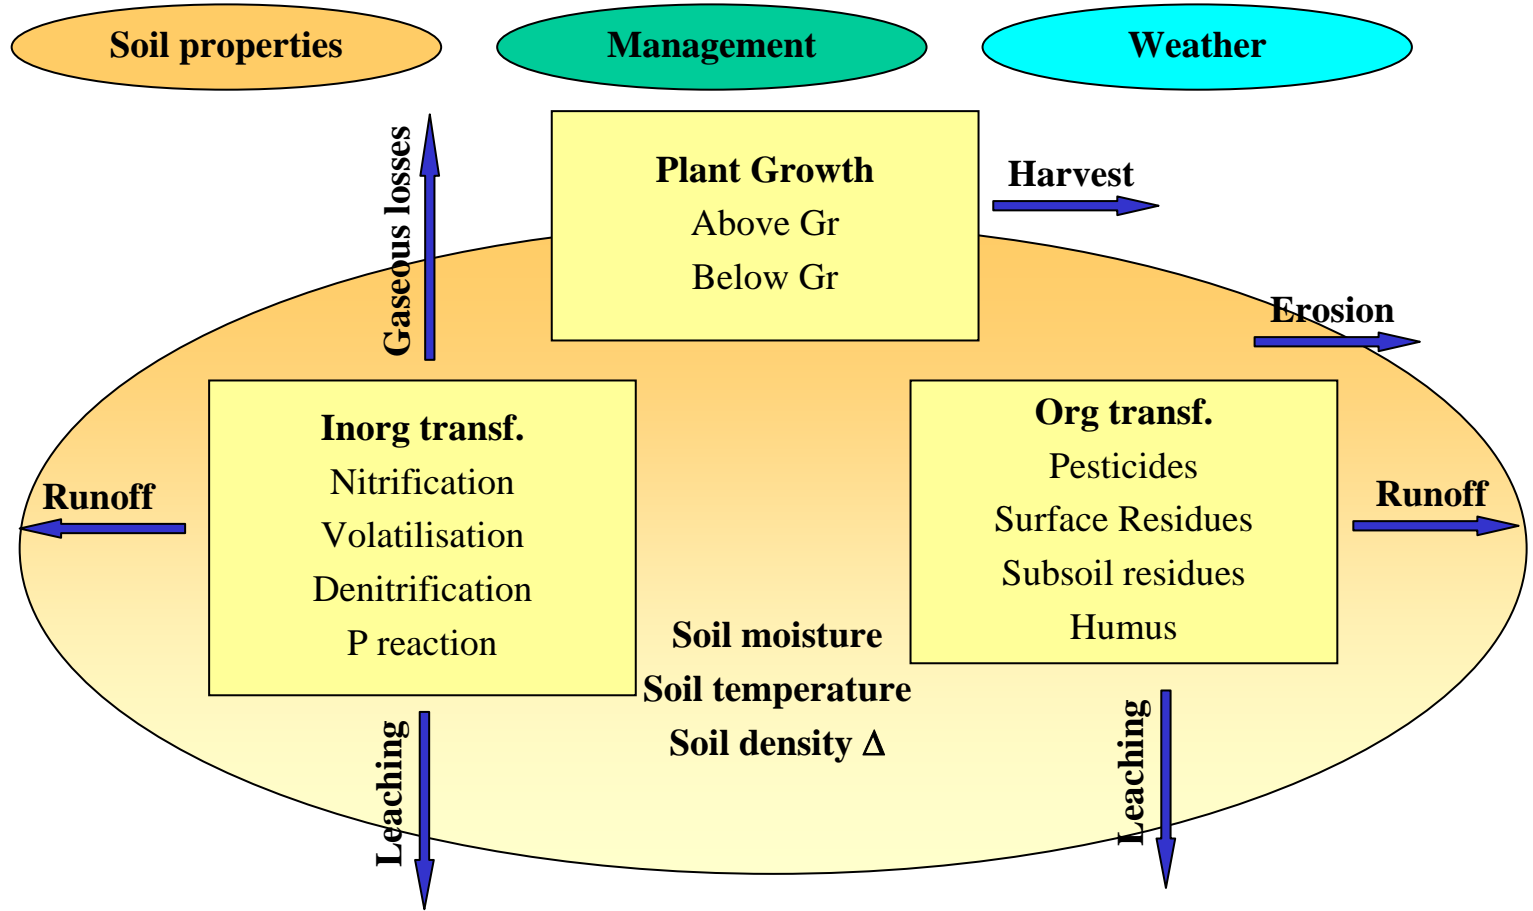 Soil properties
Management
Weather
Gaseous losses
Plant Growth
Above Gr
Below Gr
Harvest
Erosion
Inorg transf.
Nitrification
Volatilisation
Denitrification
P reaction
Org transf.
Pesticides
Surface Residues
Subsoil residues
Humus
Runoff
Runoff
Soil moisture
Soil temperature
Soil density Δ
Leaching
Leaching